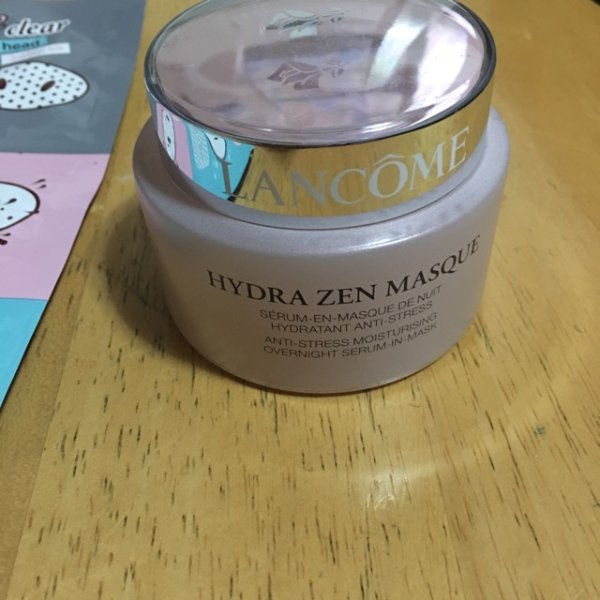 clear
head
LANCÔME
HYDRA ZEN MASQUE
SÉRUM-EN-MASQUE DE NUIT
HYDRATANT ANTI-STRESS
ANTI-STRESS MOISTURISING
OVERNIGHT SERUM-IN-MASK